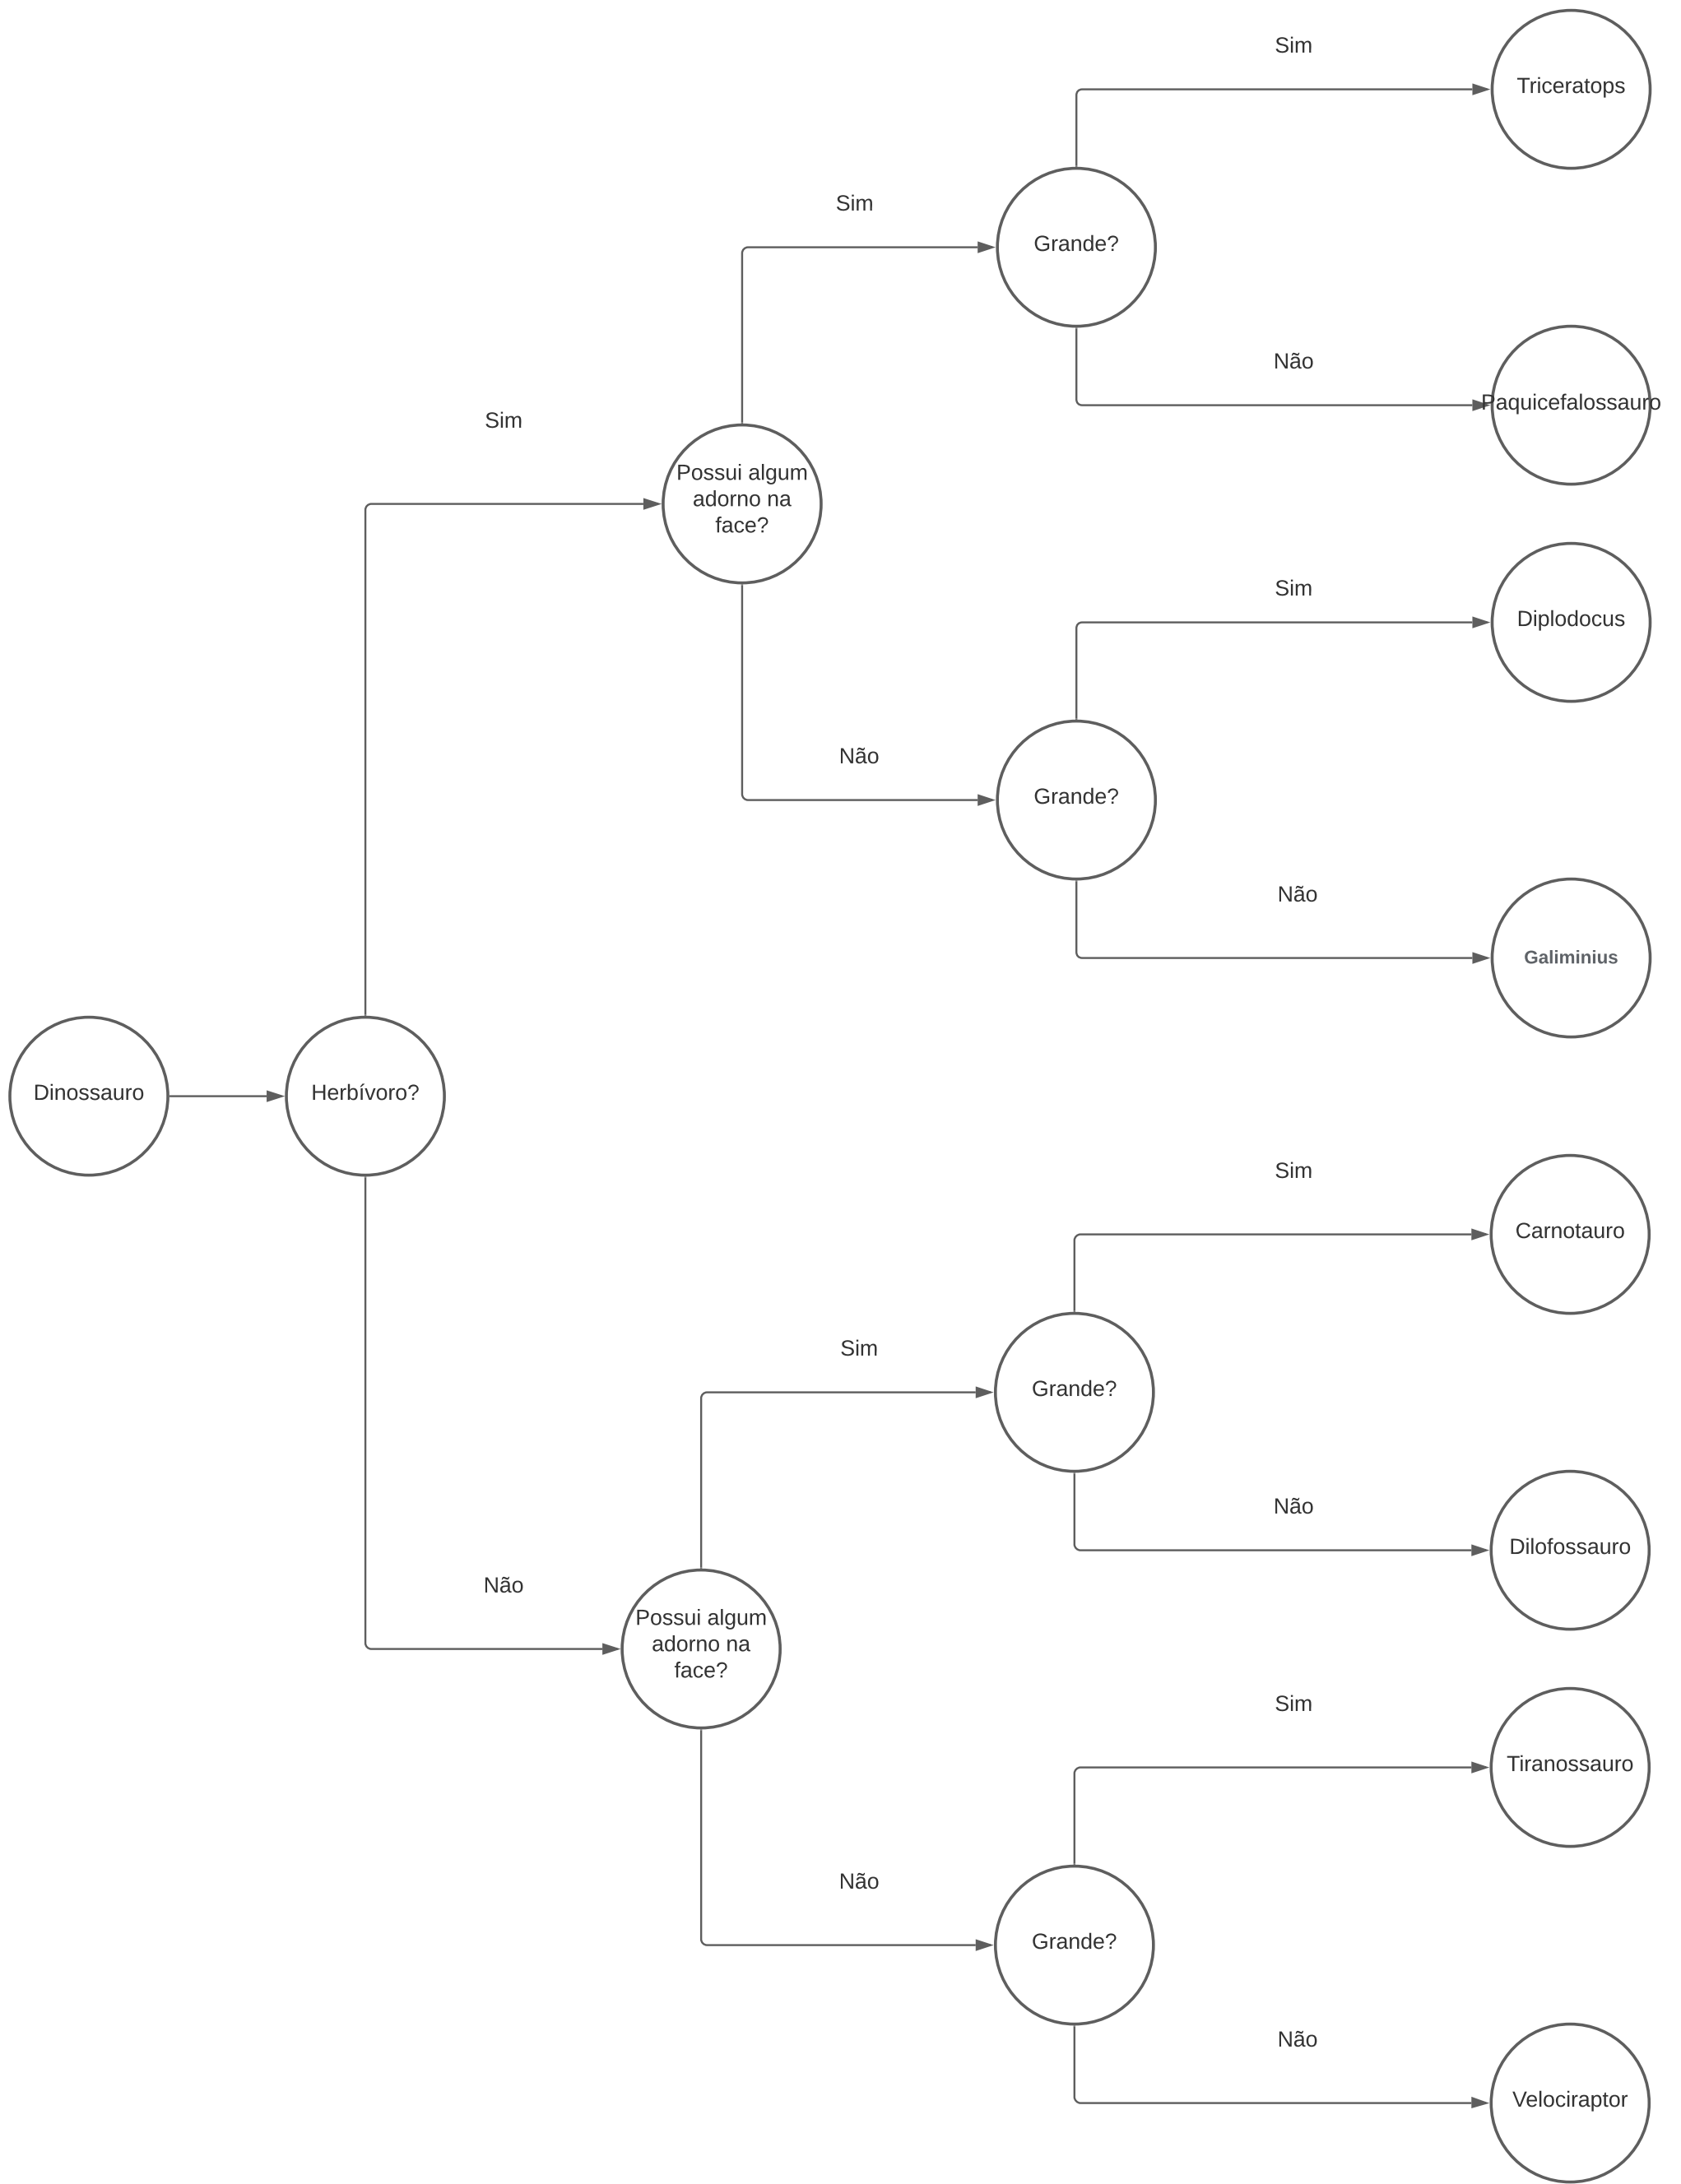 Sim
Triceratops
Sim
Grande?
Não
Paquicefalossauro
Sim
Possui algum
adorno na
face?
Sim
Diplodocus
Não
Grande?
Não
Galiminius
Dinossauro
Herbívoro?
Sim
Carnotauro
Sim
Grande?
Não
Dilofossauro
Não
Possui algum
adorno na
face?
Sim
Tiranossauro
Não
Grande?
Não
Velociraptor